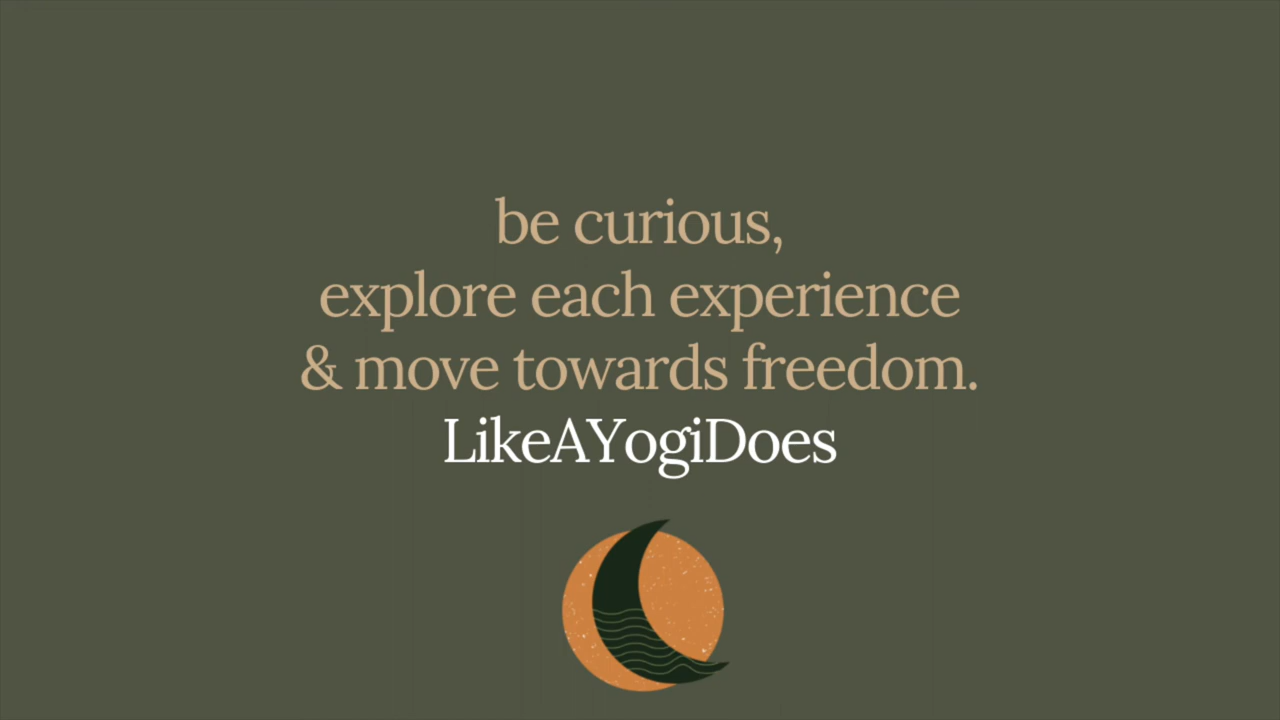 be curious,
explore each experience
& move towards freedom.
LikeAYogiDoes